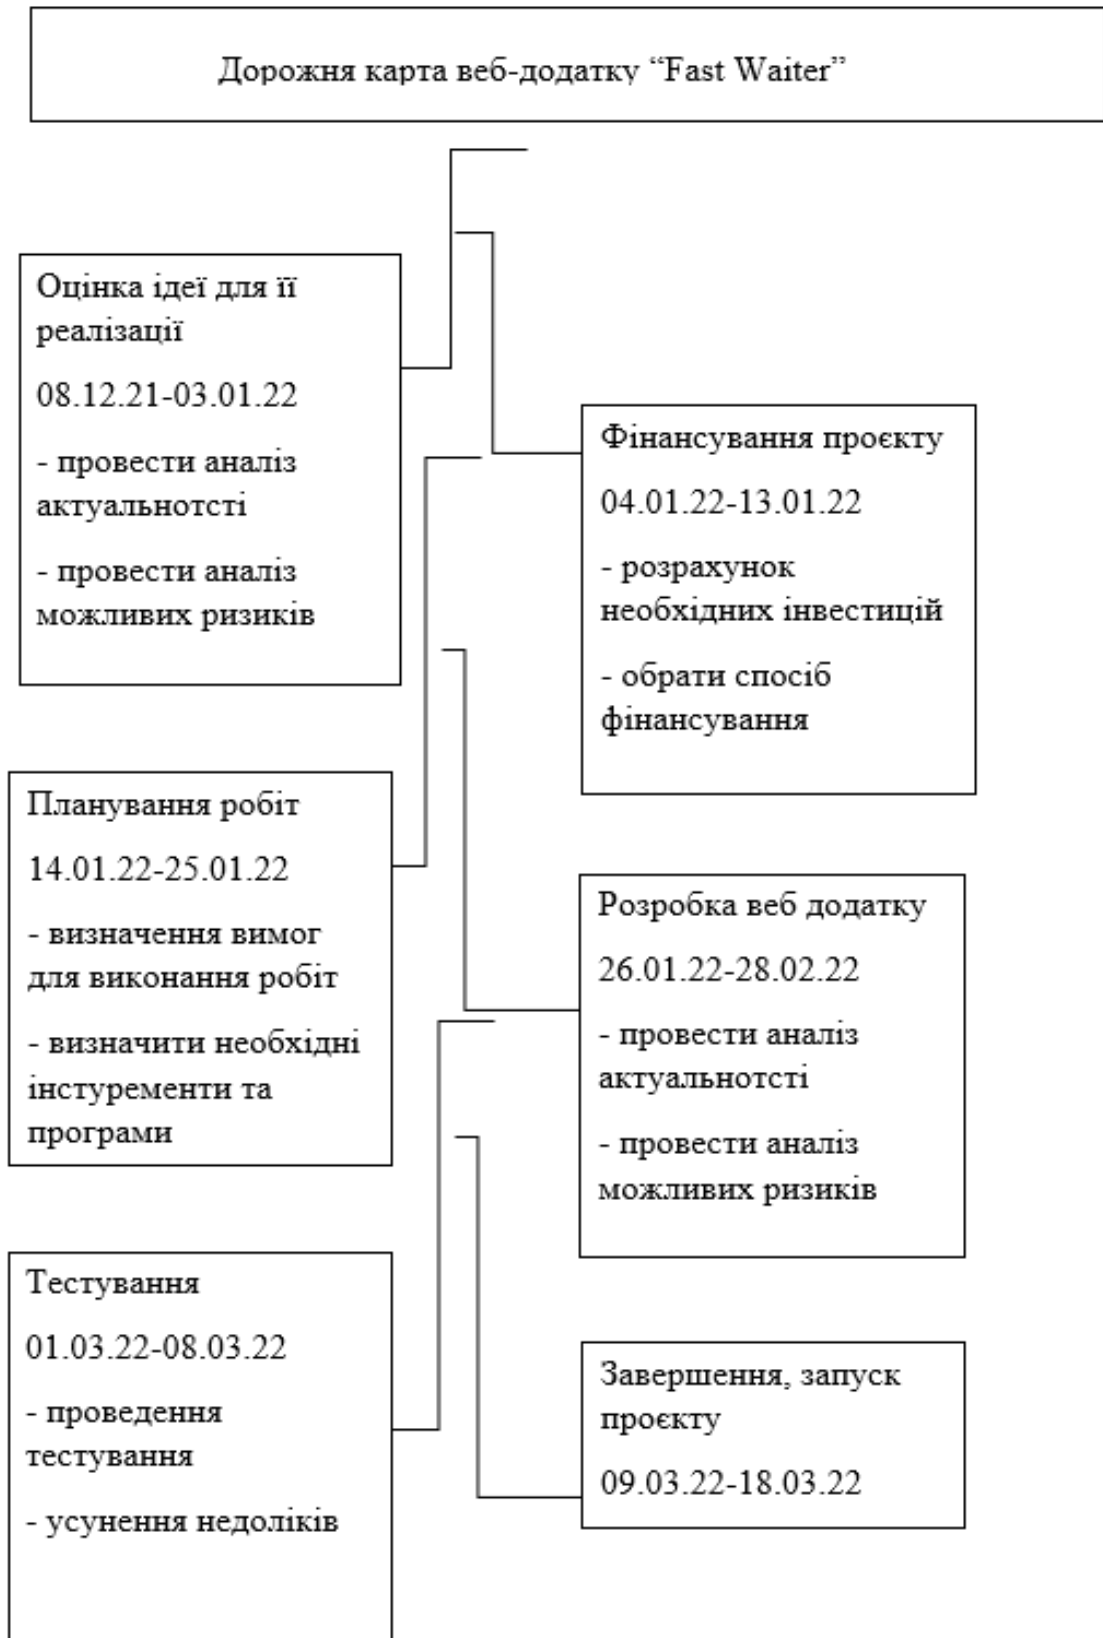 Дорожня карта веб-додатку “Fast Waiter”
Оцінка ідеї для її
реалізації
08.12.21-03.01.22
- провести аналіз
актуальнотсті
- провести аналіз
можливих ризиків
Фінансування проєкту
04.01.22-13.01.22
- розрахунок
необхідних інвестицій
- обрати спосіб
фінансування
Планування робіт
14.01.22-25.01.22
- визначення вимог
для виконання робіт
- визначити необхідні
інстуременти та
програми
Розробка веб додатку
26.01.22-28.02.22
- провести аналіз
актуальнотсті
- провести аналіз
можливих ризиків
Тестування
01.03.22-08.03.22
- проведення
тестування
- усунення недоліків
Завершення, запуск
проєкту
09.03.22-18.03.22